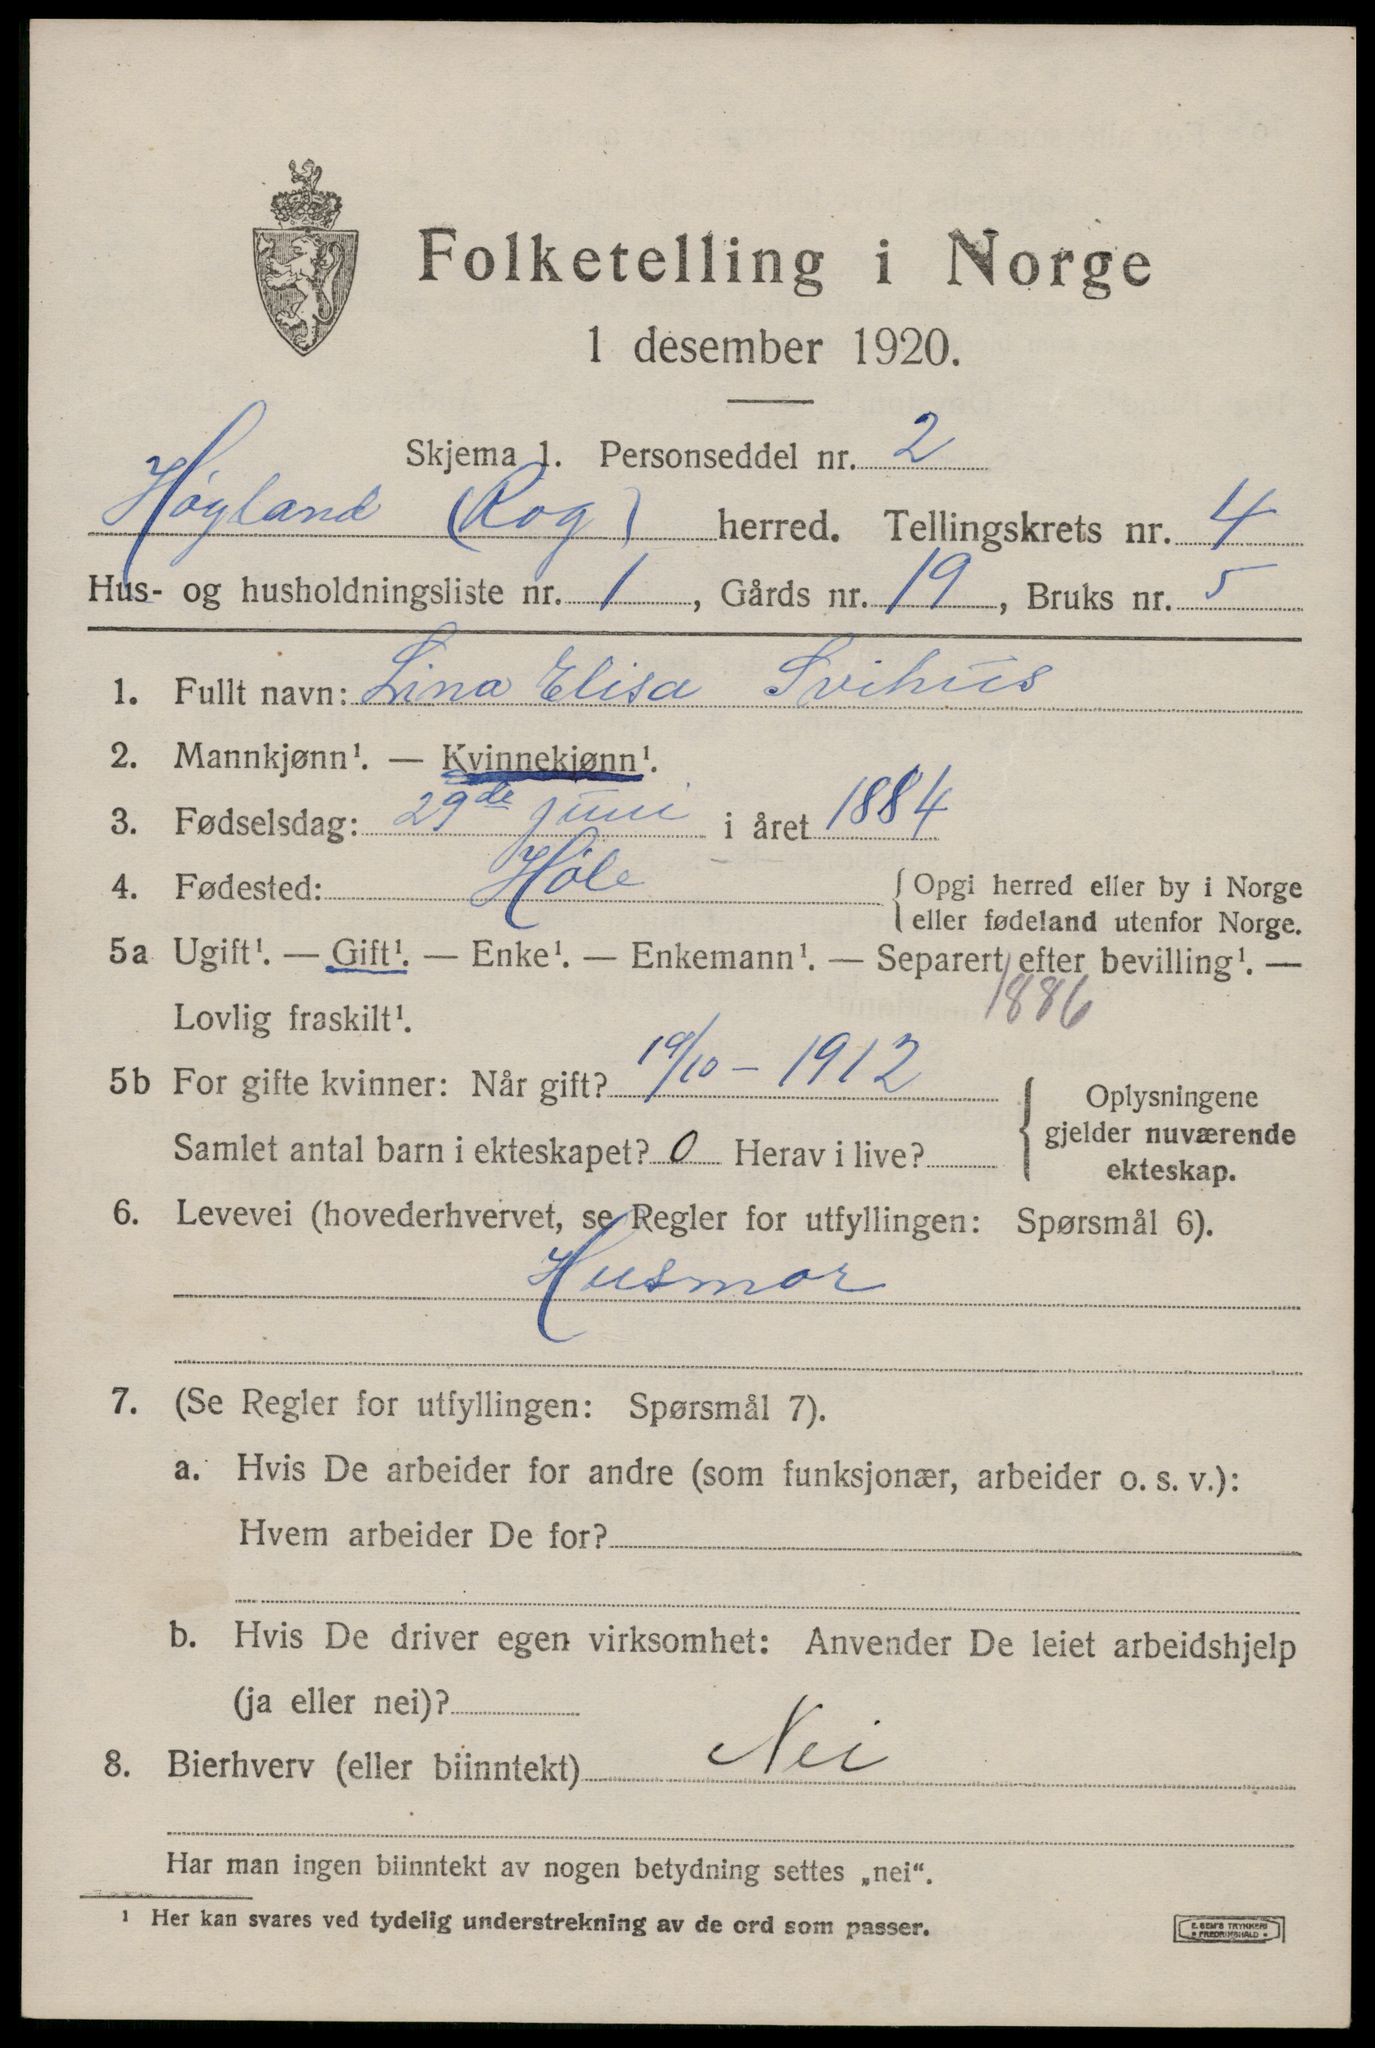 Folketelling i Norge
1 desember 1920.
Skjema 1. Personseddel nr. 2
Høyland (Rog) herred. Tellingskrets nr. 4
Hus- og husholdningsliste nr. 1, Gårds nr. 19, Bruks nr. 5
1. Fullt navn: Lina Elisa Svihus
2. Mannkjønn¹. — Kvinnekjønn¹.
3. Fødselsdag: 29de juni i året 1884
4. Fødested: Høle { Opgi herred eller by i Norge
eller fødeland utenfor Norge.
5a Ugift¹. — Gift¹. — Enke¹. — Enkemann¹. — Separert efter bevilling¹. —
Lovlig fraskilt¹. 1886
5b For gifte kvinner: Når gift? 19/10 - 1912
Samlet antal barn i ekteskapet? 0 Herav i live?
{ Oplysningene
gjelder nuværende
ekteskap.
6. Levevei (hovederhvervet, se Regler for utfyllingen: Spørsmål 6).
Husmor
7. (Se Regler for utfyllingen: Spørsmål 7).
a. Hvis De arbeider for andre (som funksjonær, arbeider o. s. v.):
Hvem arbeider De for?
b. Hvis De driver egen virksomhet: Anvender De leiet arbeidshjelp
(ja eller nei)?
8. Bierhverv (eller biinntekt) Nei
Har man ingen biinntekt av nogen betydning settes „nei“.
¹ Her kan svares ved tydelig understrekning av de ord som passer.
E. SEM'S TRYKKERI
FREDRIKSHALD